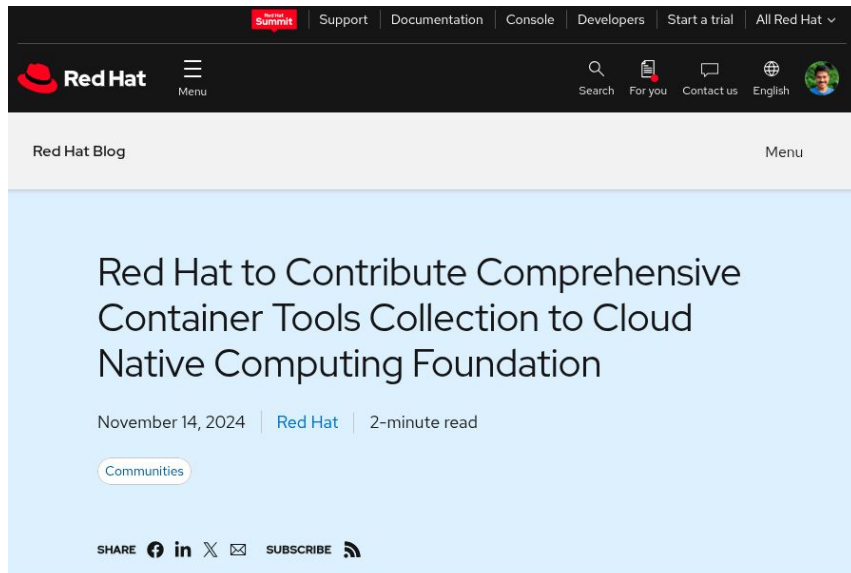 Red Hat
Summit
Support
Documentation
Console
Developers
Start a trial
All Red Hat
Red Hat
Menu
Search
For you
Contact us
English
Red Hat Blog
Menu
Red Hat to Contribute Comprehensive
Container Tools Collection to Cloud
Native Computing Foundation
November 14, 2024
Red Hat
2-minute read
Communities
SHARE
SUBSCRIBE